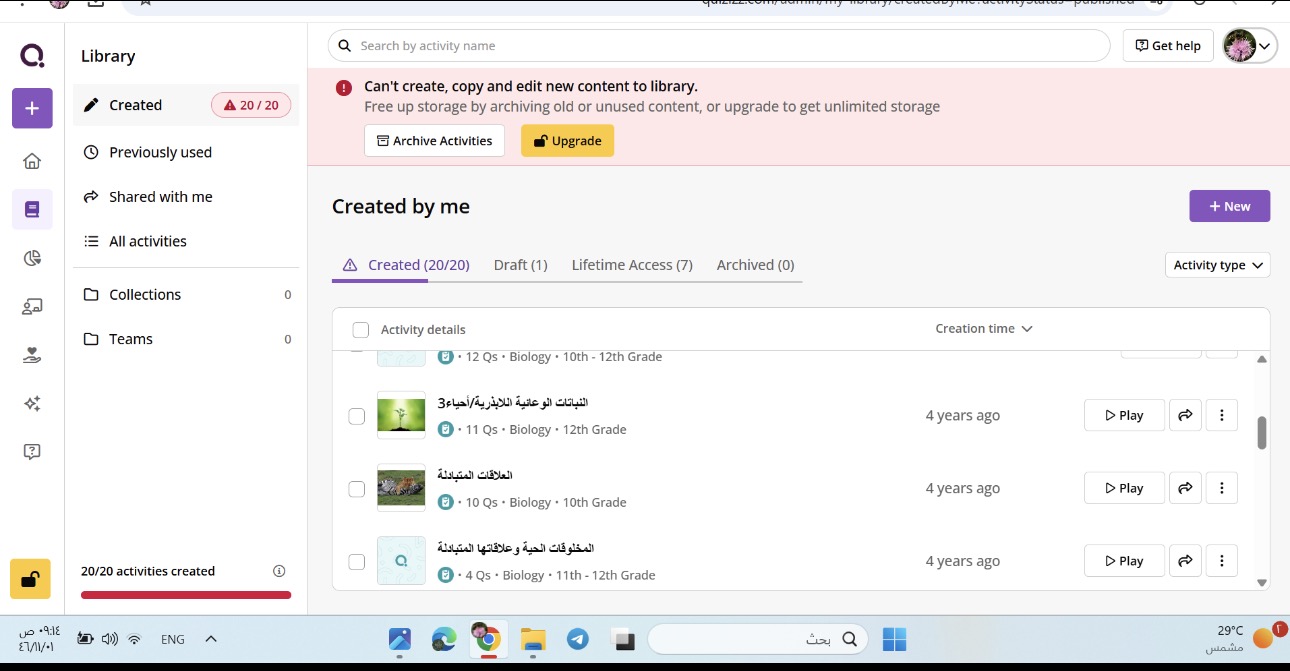 Library
Created
20 / 20
Previously used
Shared with me
All activities
Collections
0
Teams
0
20/20 activities created
Search by activity name
Get help
Can't create, copy and edit new content to library.
Free up storage by archiving old or unused content, or upgrade to get unlimited storage
Archive Activities
Upgrade
Created by me
+ New
Created (20/20)
Draft (1)
Lifetime Access (7)
Archived (0)
Activity type
Activity details
Creation time
• 12 Qs • Biology • 10th - 12th Grade
النباتات الوعائية اللابذرية/أحياء3
• 11 Qs • Biology • 12th Grade
4 years ago
Play
العلاقات المتبادلة
• 10 Qs • Biology • 10th Grade
4 years ago
Play
المخلوقات الحية وعلاقاتها المتبادلة
• 4 Qs • Biology • 11th - 12th Grade
4 years ago
Play
٠٩:١٤ ص
٤٦/١١/٠١
ENG
بحث
29°C
مشمس
٢